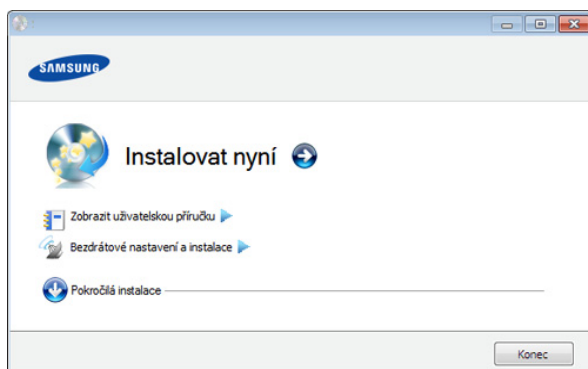 SAMSUNG
Instalovat nyní
Zobrazit uživatelskou příručku
Bezdrátové nastavení a instalace
Pokročilá instalace
Konec